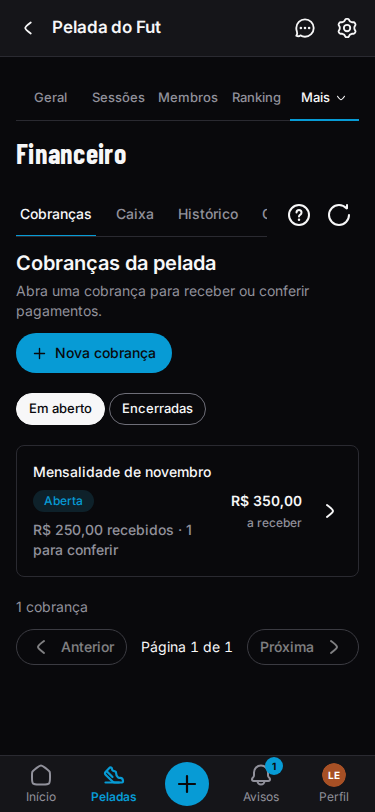 Pelada do Fut
Geral
Sessões
Membros
Ranking
Mais
Financeiro
Cobranças
Caixa
Histórico
Cobranças da pelada
Abra uma cobrança para receber ou conferir
pagamentos.
+ Nova cobrança
Em aberto
Encerradas
Mensalidade de novembro
Aberta
R$ 250,00 recebidos · 1
para conferir
R$ 350,00
a receber
1 cobrança
Anterior
Página 1 de 1
Próxima
Início
Peladas
1
Avisos
LE
Perfil